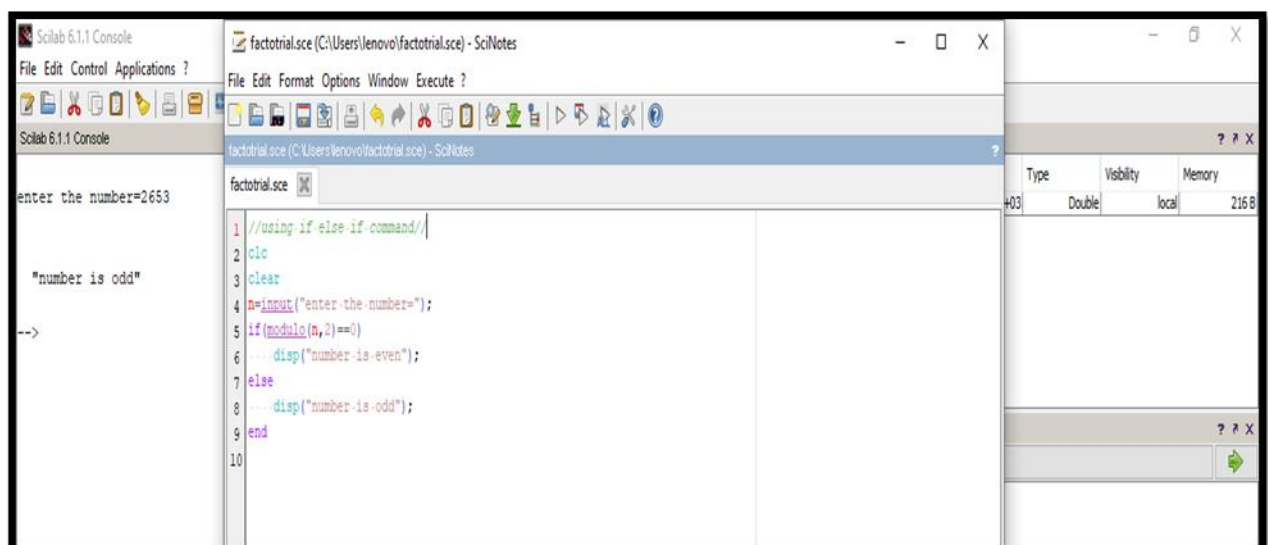 Scilab 6.1.1 Console
File Edit Control Applications ?
Scilab 6.1.1 Console
enter the number=2653
"number is odd"
-->
factotrial.sce (C:\Users\lenovo\factotrial.sce) - SciNotes
File Edit Format Options Window Execute ?
factotrial.sce (C:\Users\lenovo\factotrial.sce) - SciNotes
?
factotrial.sce
1 //using if else if command//
2 clc
3 clear
4 n=input("enter the number=");
5 if(modulo(n,2)==0)
6 disp("number is even");
7 else
8 disp("number is odd");
9 end
10
? X
Type Visibility Memory
+03 Double local 216 B
? X